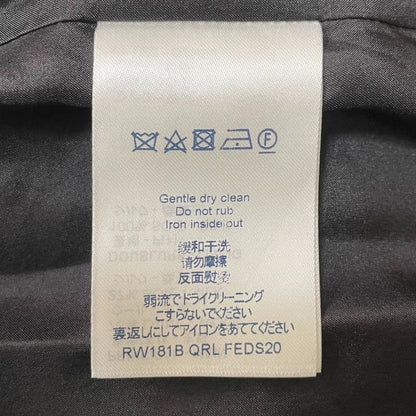 Gentle dry clean
Do not rub
Iron inside out
缓和干洗
请勿摩擦
反面熨烫
弱流でドライクリーニング
こすらないでください
裏返しにしてアイロンをあててください
RW181B QRL FEDS20